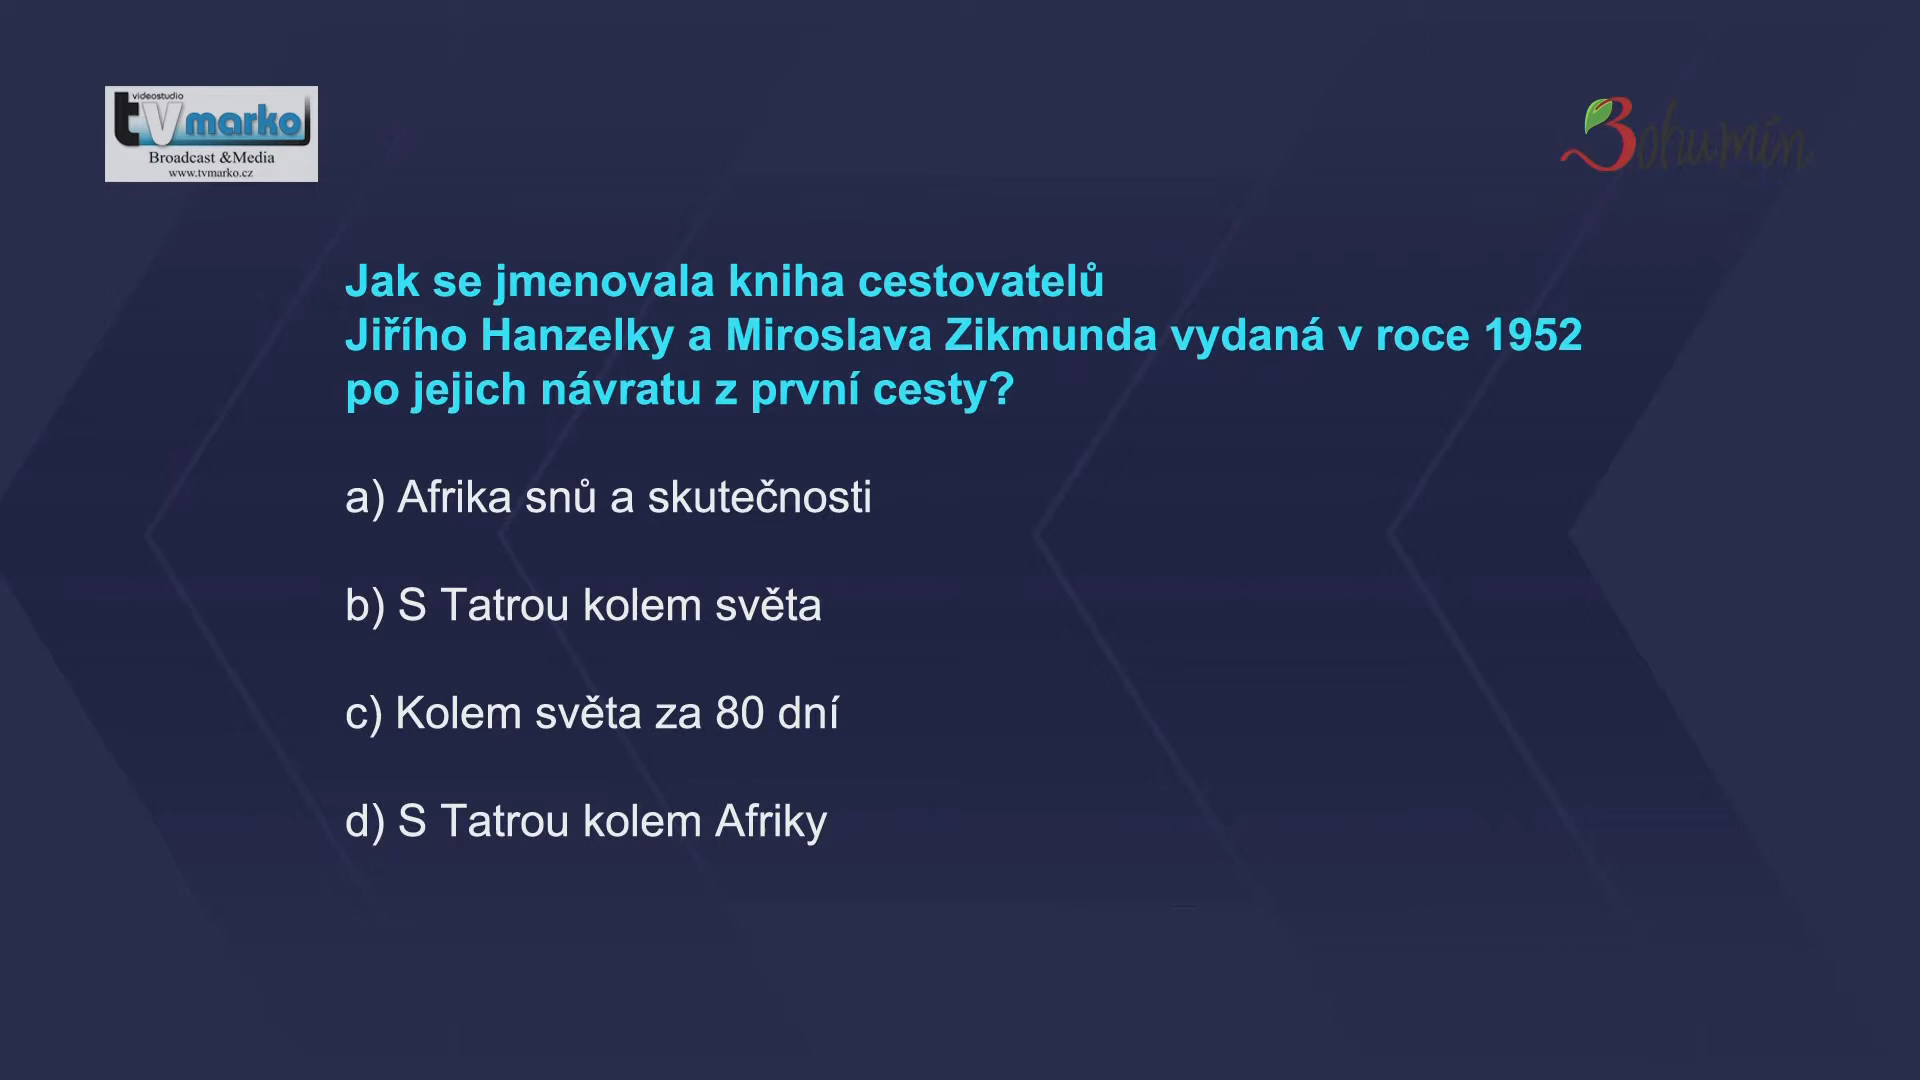 videostudio
tvmarko
Broadcast &Media
www.tvmarko.cz
Bohumín
Jak se jmenovala kniha cestovatelů
Jiřího Hanzelky a Miroslava Zikmunda vydaná v roce 1952
po jejich návratu z první cesty?
a) Afrika snů a skutečnosti
b) S Tatrou kolem světa
c) Kolem světa za 80 dní
d) S Tatrou kolem Afriky